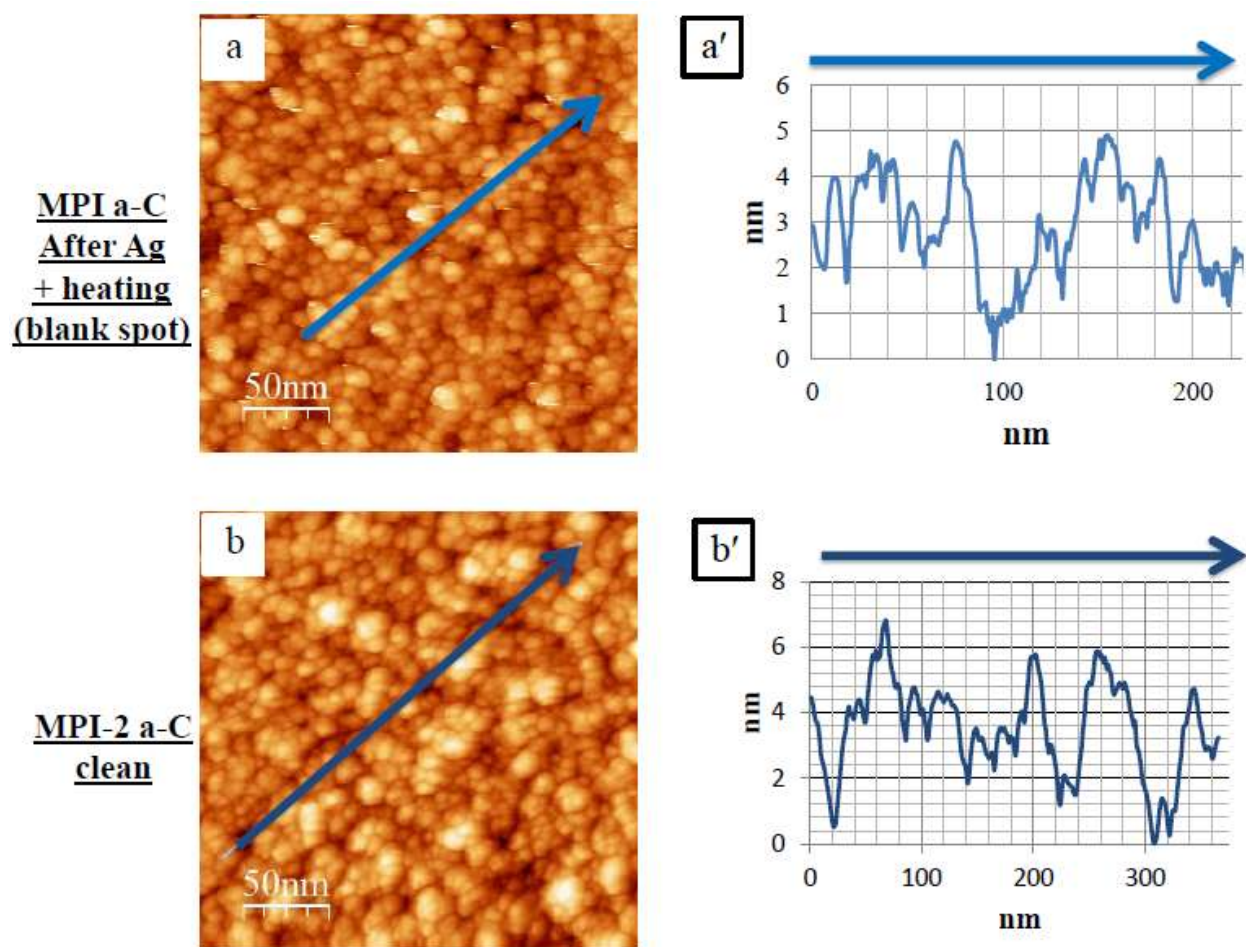 a
a′
MPI a-C
After Ag
+ heating
(blank spot)
50nm
nm
6
5
4
3
2
1
0
0 100 200
nm
b
b′
MPI-2 a-C
clean
50nm
nm
8
6
4
2
0
0 100 200 300
nm